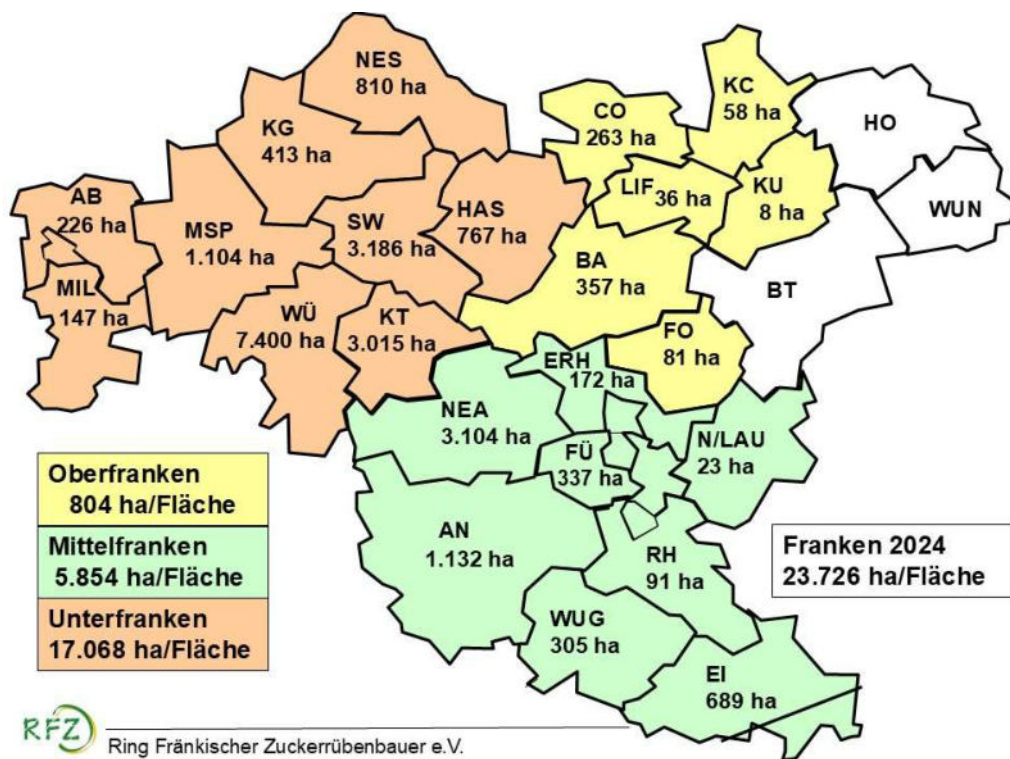 NES
810 ha
KG
413 ha
CO
263 ha
KC
58 ha
HO
AB
226 ha
MSP
1.104 ha
SW
3.186 ha
HAS
767 ha
LIF 36 ha
KU
8 ha
WUN
MIL
147 ha
WÜ
7.400 ha
KT
3.015 ha
BA
357 ha
BT
FO
81 ha
ERH
172 ha
NEA
3.104 ha
FÜ
337 ha
N/LAU
23 ha
AN
1.132 ha
RH
91 ha
WUG
305 ha
EI
689 ha
Oberfranken
804 ha/Fläche
Mittelfranken
5.854 ha/Fläche
Unterfranken
17.068 ha/Fläche
Franken 2024
23.726 ha/Fläche
RFZ
Ring Fränkischer Zuckerrübenbauer e.V.